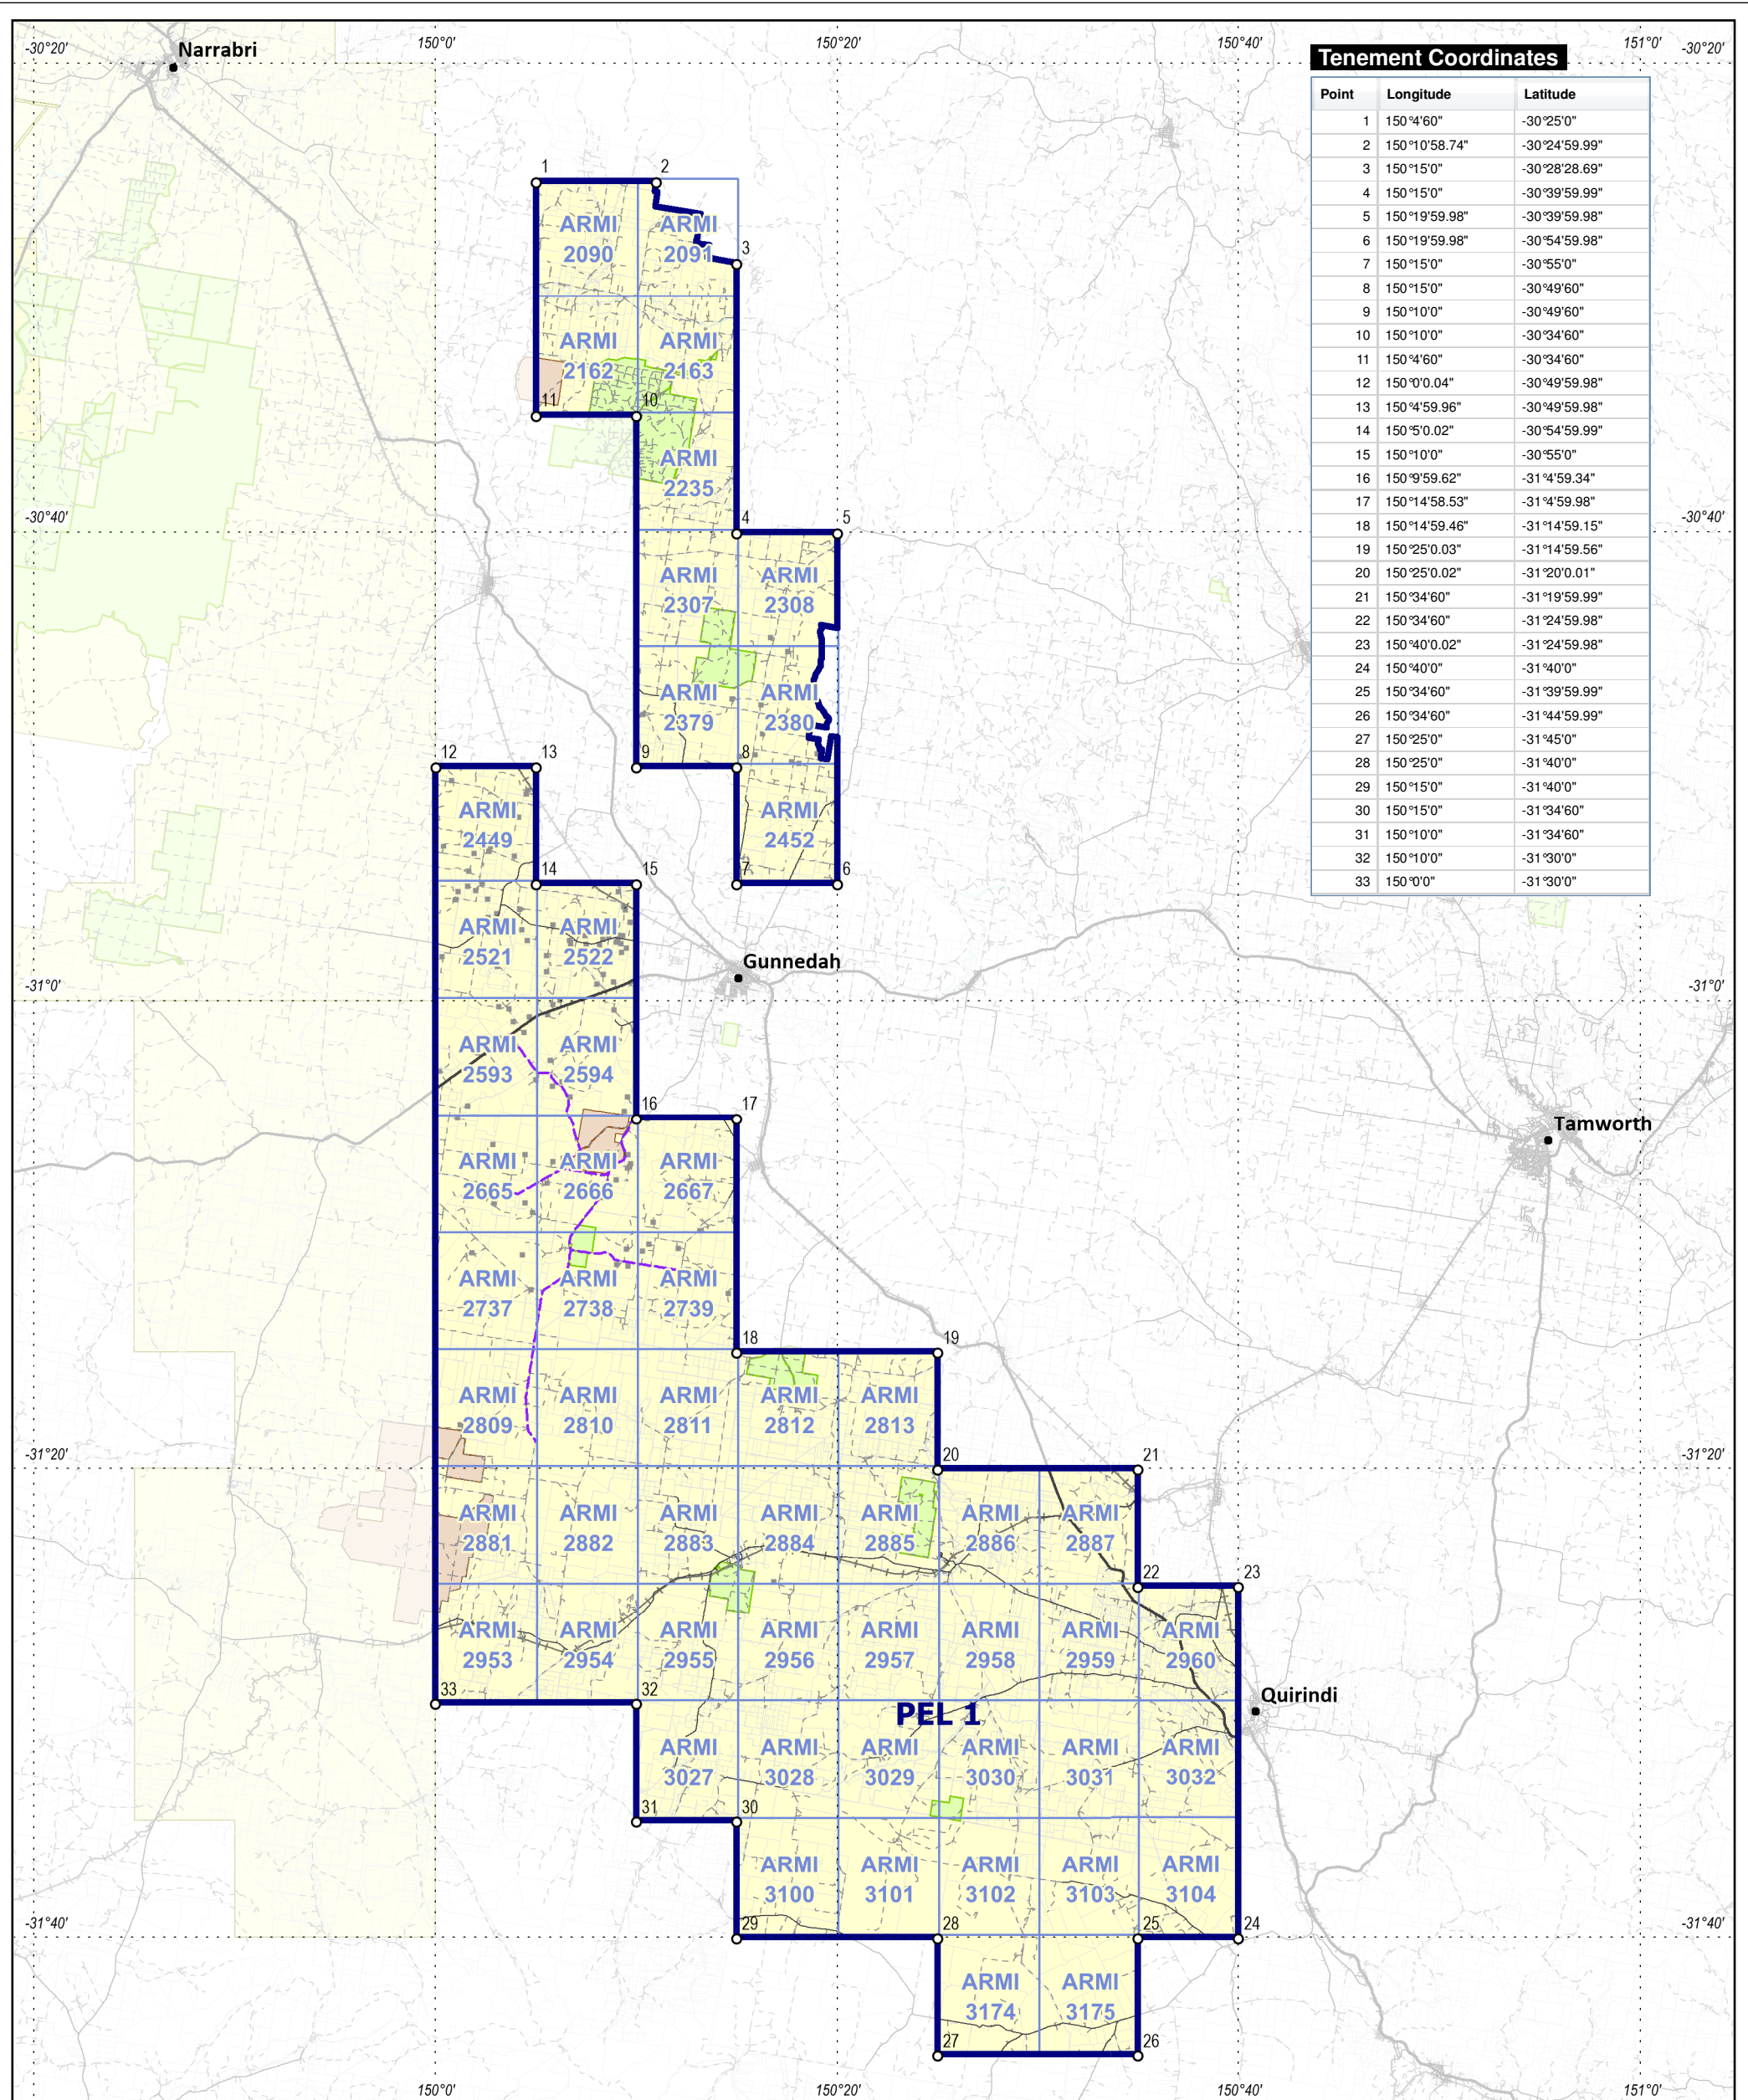 -30°20'
Narrabri
150°0'
150°20'
150°40'
151°0'
-30°20'
Tenement Coordinates
Point Longitude Latitude
1 150°4'60" -30°25'0"
2 150°10'58.74" -30°24'59.99"
3 150°15'0" -30°28'28.69"
4 150°15'0" -30°39'59.99"
5 150°19'59.98" -30°39'59.98"
6 150°19'59.98" -30°54'59.98"
7 150°15'0" -30°55'0"
8 150°15'0" -30°49'60"
9 150°10'0" -30°49'60"
10 150°10'0" -30°34'60"
11 150°4'60" -30°34'60"
12 150°0'0.04" -30°49'59.98"
13 150°4'59.96" -30°49'59.98"
14 150°5'0.02" -30°54'59.99"
15 150°10'0" -30°55'0"
16 150°9'59.62" -31°4'59.34"
17 150°14'58.53" -31°4'59.98"
18 150°14'59.46" -31°14'59.15"
19 150°25'0.03" -31°14'59.56"
20 150°25'0.02" -31°20'0.01"
21 150°34'60" -31°19'59.99"
22 150°34'60" -31°24'59.98"
23 150°40'0.02" -31°24'59.98"
24 150°40'0" -31°40'0"
25 150°34'60" -31°39'59.99"
26 150°34'60" -31°44'59.99"
27 150°25'0" -31°45'0"
28 150°25'0" -31°40'0"
29 150°15'0" -31°40'0"
30 150°15'0" -31°34'60"
31 150°10'0" -31°34'60"
32 150°10'0" -31°30'0"
33 150°0'0" -31°30'0"
1 2
ARMI ARMI
2090 2091
3
ARMI ARMI
2162 2163
11 10
ARMI
2235
-30°40'
4 5
-30°40'
ARMI ARMI
2307 2308
ARMI ARMI
2379 2380
12 13 9 8
ARMI ARMI
2449 2452
14 15 7 6
ARMI ARMI
2521 2522
Gunnedah
-31°0'
-31°0'
ARMI ARMI
2593 2594
16 17
Tamworth
ARMI ARMI ARMI
2665 2666 2667
ARMI ARMI ARMI
2737 2738 2739
18 19
ARMI ARMI ARMI ARMI ARMI
2809 2810 2811 2812 2813
-31°20'
20 21
-31°20'
ARMI ARMI ARMI ARMI ARMI ARMI ARMI
2881 2882 2883 2884 2885 2886 2887
22 23
ARMI ARMI ARMI ARMI ARMI ARMI ARMI ARMI
2953 2954 2955 2956 2957 2958 2959 2960
33 32
Quirindi
PEL 1
ARMI ARMI ARMI ARMI ARMI ARMI
3027 3028 3029 3030 3031 3032
31 30
ARMI ARMI ARMI ARMI ARMI
3100 3101 3102 3103 3104
-31°40'
29 28 25 24
-31°40'
ARMI ARMI
3174 3175
27 26
150°0'
150°20'
150°40'
151°0'